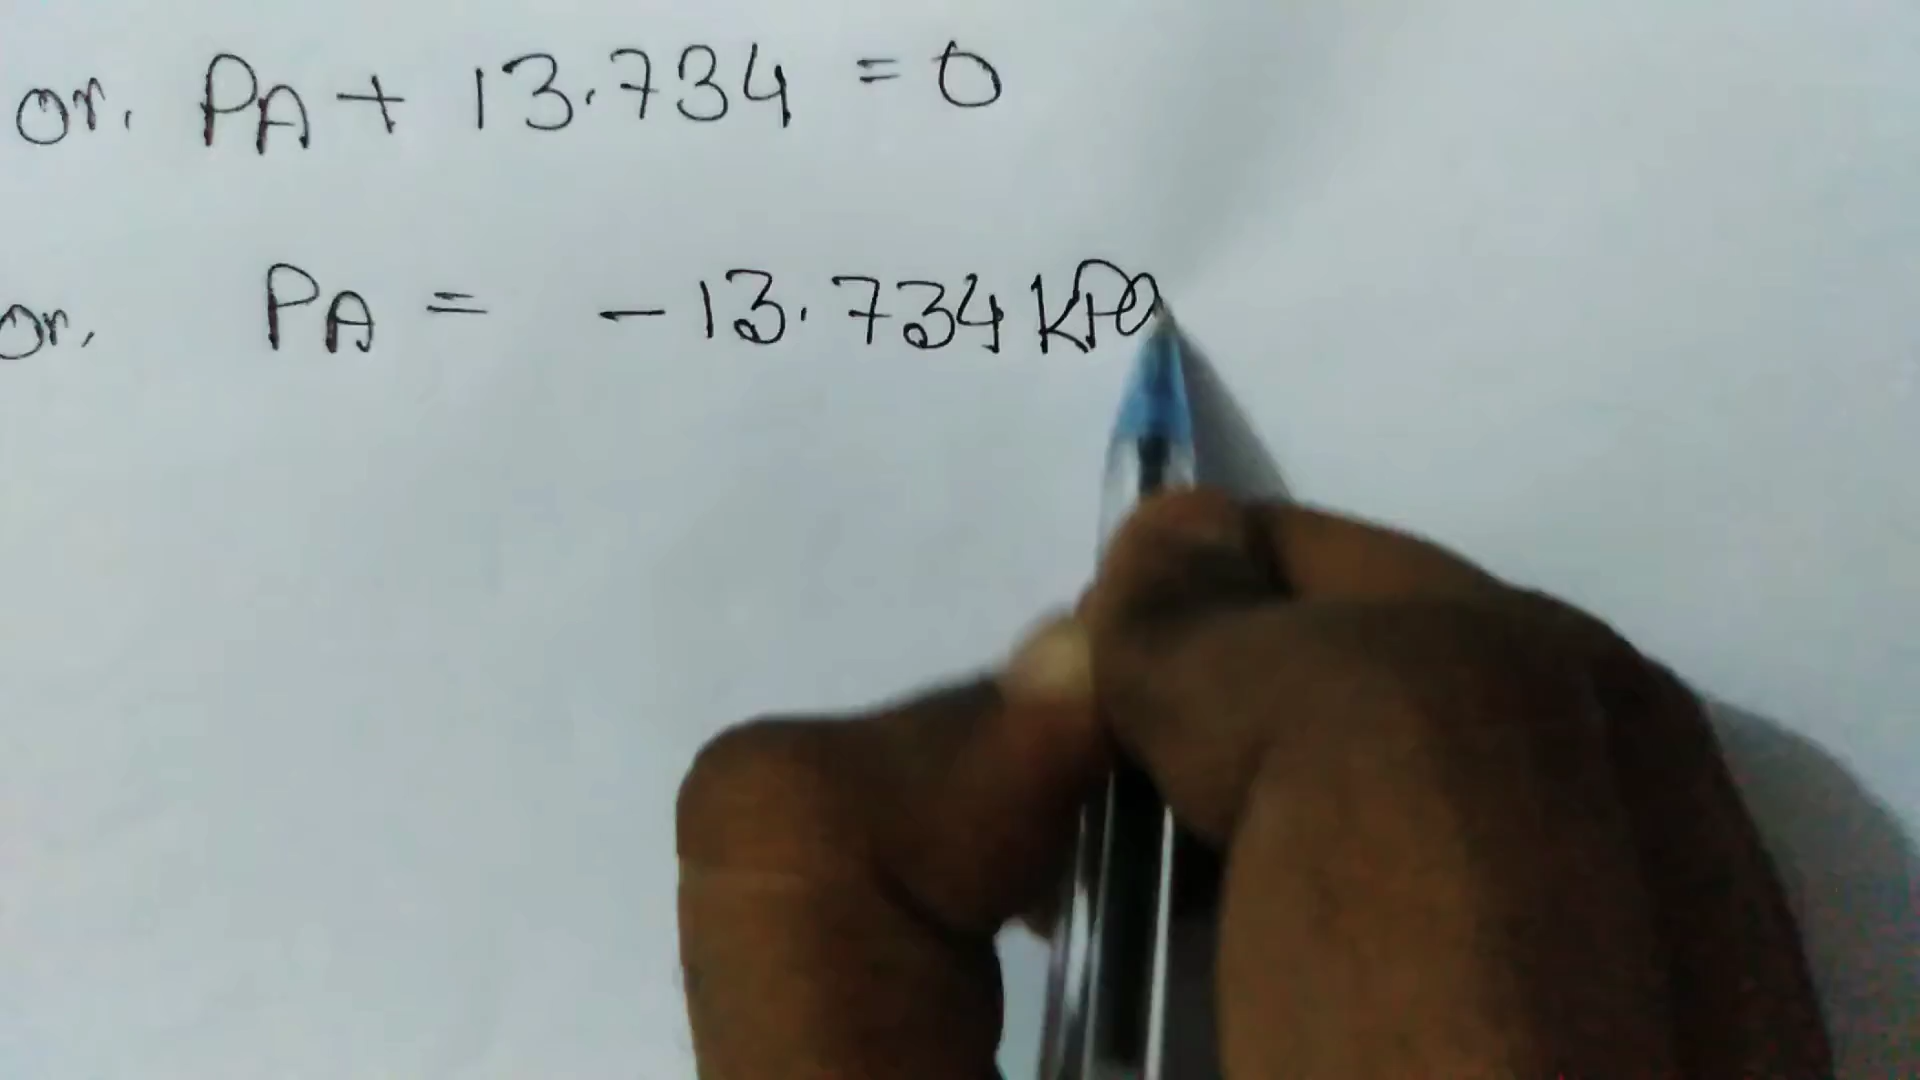 or. PA + 13.734 = 0
or. PA = - 13.734 kPa